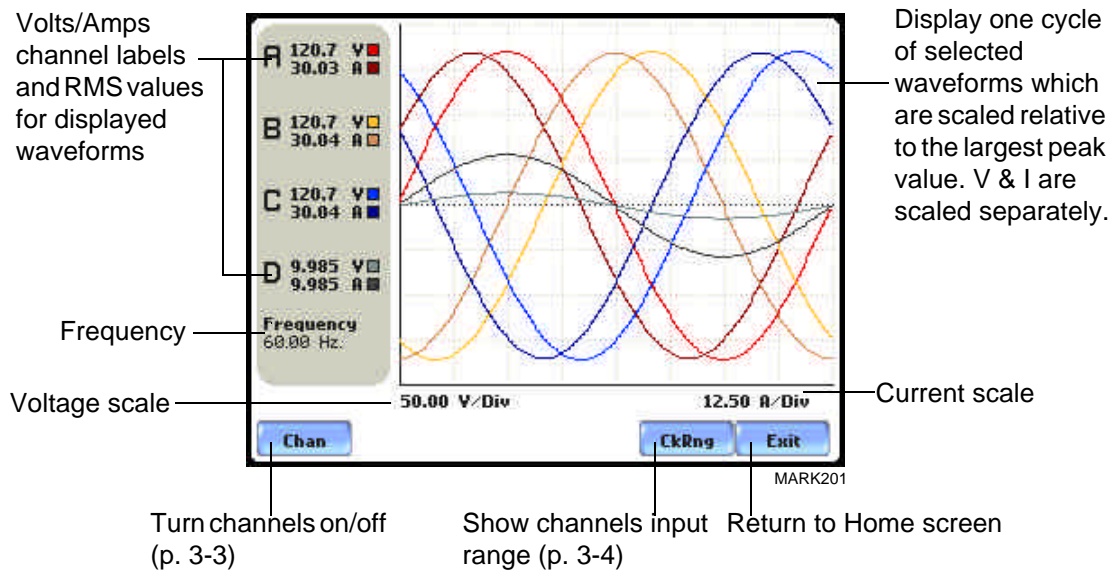 Volts/Amps
channel labels
and RMS values
for displayed
waveforms
A 120.7 V
30.03 A
B 120.7 V
30.04 A
C 120.7 V
30.04 A
D 9.985 V
9.985 A
Frequency
60.00 Hz.
Display one cycle
of selected
waveforms which
are scaled relative
to the largest peak
value. V & I are
scaled separately.
Frequency
Voltage scale
50.00 V/Div
12.50 A/Div
Current scale
Chan
CkRng
Exit
MARK201
Turn channels on/off
(p. 3-3)
Show channels input
range (p. 3-4)
Return to Home screen